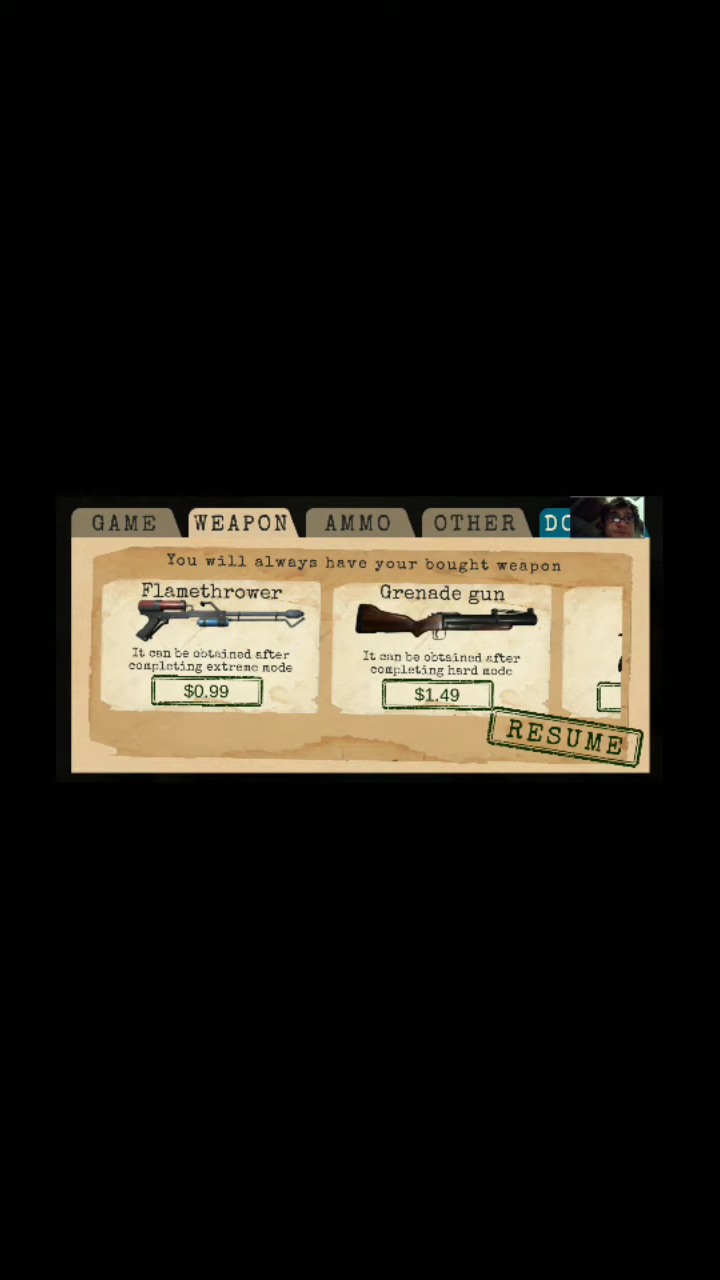 GAME WEAPON AMMO OTHER
You will always have your bought weapon
Flamethrower
It can be obtained after
completing extreme mode
$0.99
Grenade gun
It can be obtained after
completing hard mode
$1.49
RESUME